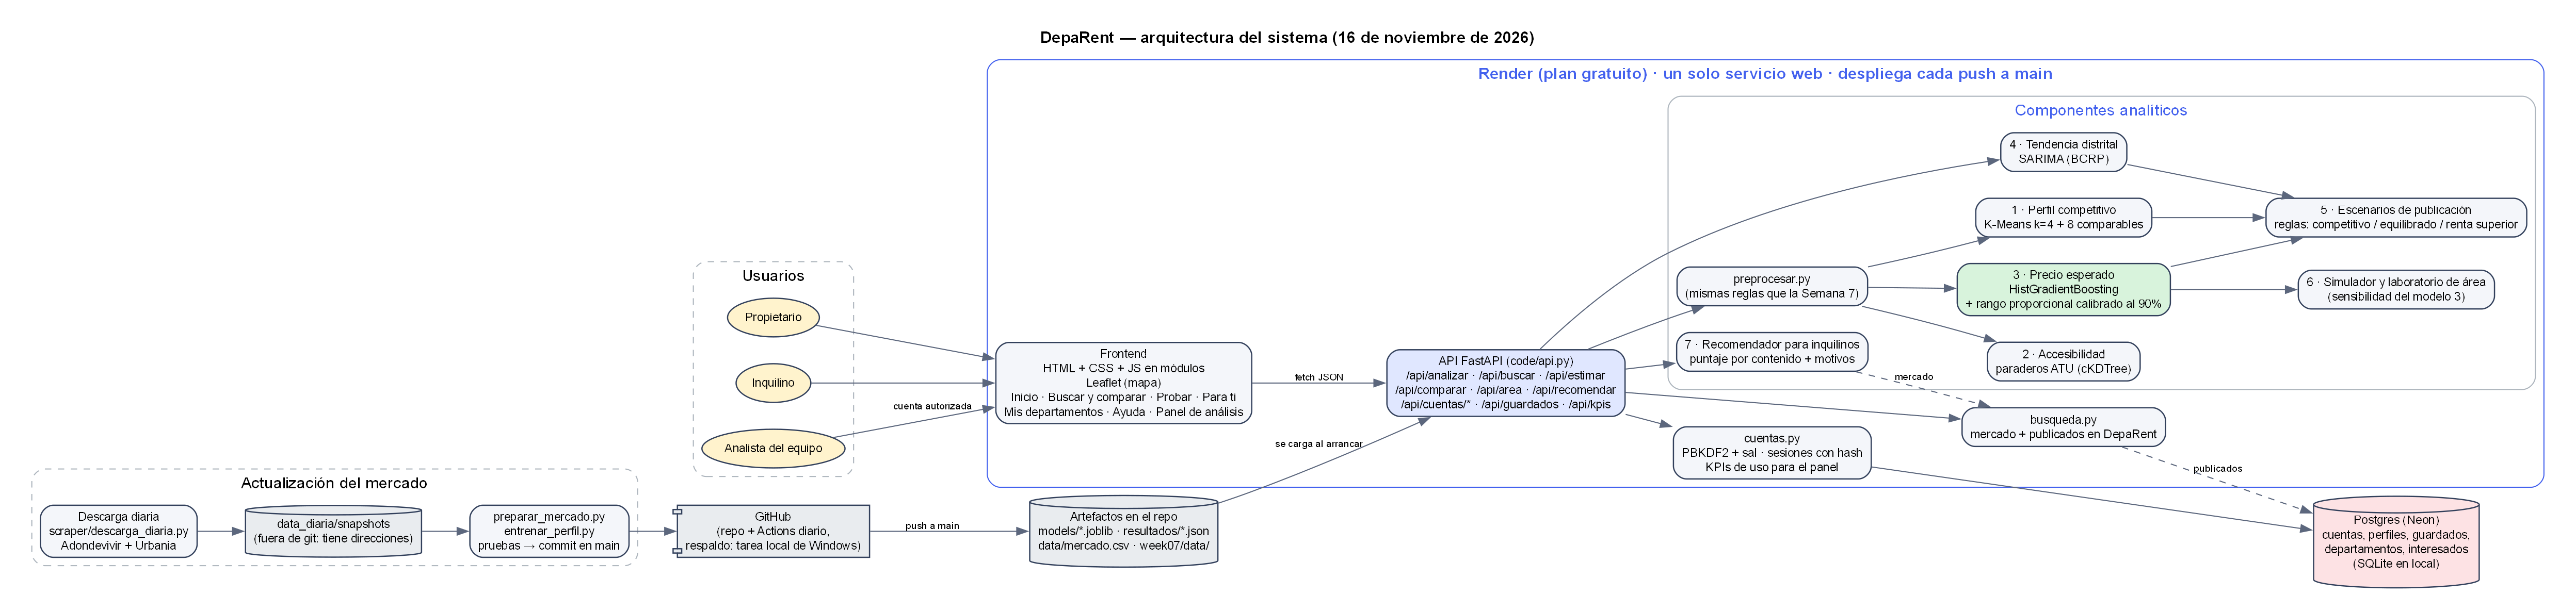 DepaRent — arquitectura del sistema (16 de noviembre de 2026)
Render (plan gratuito) · un solo servicio web · despliega cada push a main
Componentes analíticos
4 · Tendencia distrital
SARIMA (BCRP)
1 · Perfil competitivo
K-Means k=4 + 8 comparables
5 · Escenarios de publicación
reglas: competitivo / equilibrado / renta superior
preprocesar.py
(mismas reglas que la Semana 7)
3 · Precio esperado
HistGradientBoosting
+ rango proporcional calibrado al 90%
6 · Simulador y laboratorio de área
(sensibilidad del modelo 3)
7 · Recomendador para inquilinos
puntaje por contenido + motivos
2 · Accesibilidad
paraderos ATU (cKDTree)
mercado
Usuarios
Propietario
Inquilino
Analista del equipo
cuenta autorizada
Frontend
HTML + CSS + JS en módulos
Leaflet (mapa)
Inicio · Buscar y comparar · Probar · Para ti
Mis departamentos · Ayuda · Panel de análisis
fetch JSON
API FastAPI (code/api.py)
/api/analizar · /api/buscar · /api/estimar
/api/comparar · /api/area · /api/recomendar
/api/cuentas/* · /api/guardados · /api/kpis
se carga al arrancar
busqueda.py
mercado + publicados en DepaRent
cuentas.py
PBKDF2 + sal · sesiones con hash
KPIs de uso para el panel
publicados
Actualización del mercado
Descarga diaria
scraper/descarga_diaria.py
Adondevivir + Urbania
data_diaria/snapshots
(fuera de git: tiene direcciones)
preparar_mercado.py
entrenar_perfil.py
pruebas → commit en main
GitHub
(repo + Actions diario,
respaldo: tarea local de Windows)
push a main
Artefactos en el repo
models/*.joblib · resultados/*.json
data/mercado.csv · week07/data/
Postgres (Neon)
cuentas, perfiles, guardados,
departamentos, interesados
(SQLite en local)